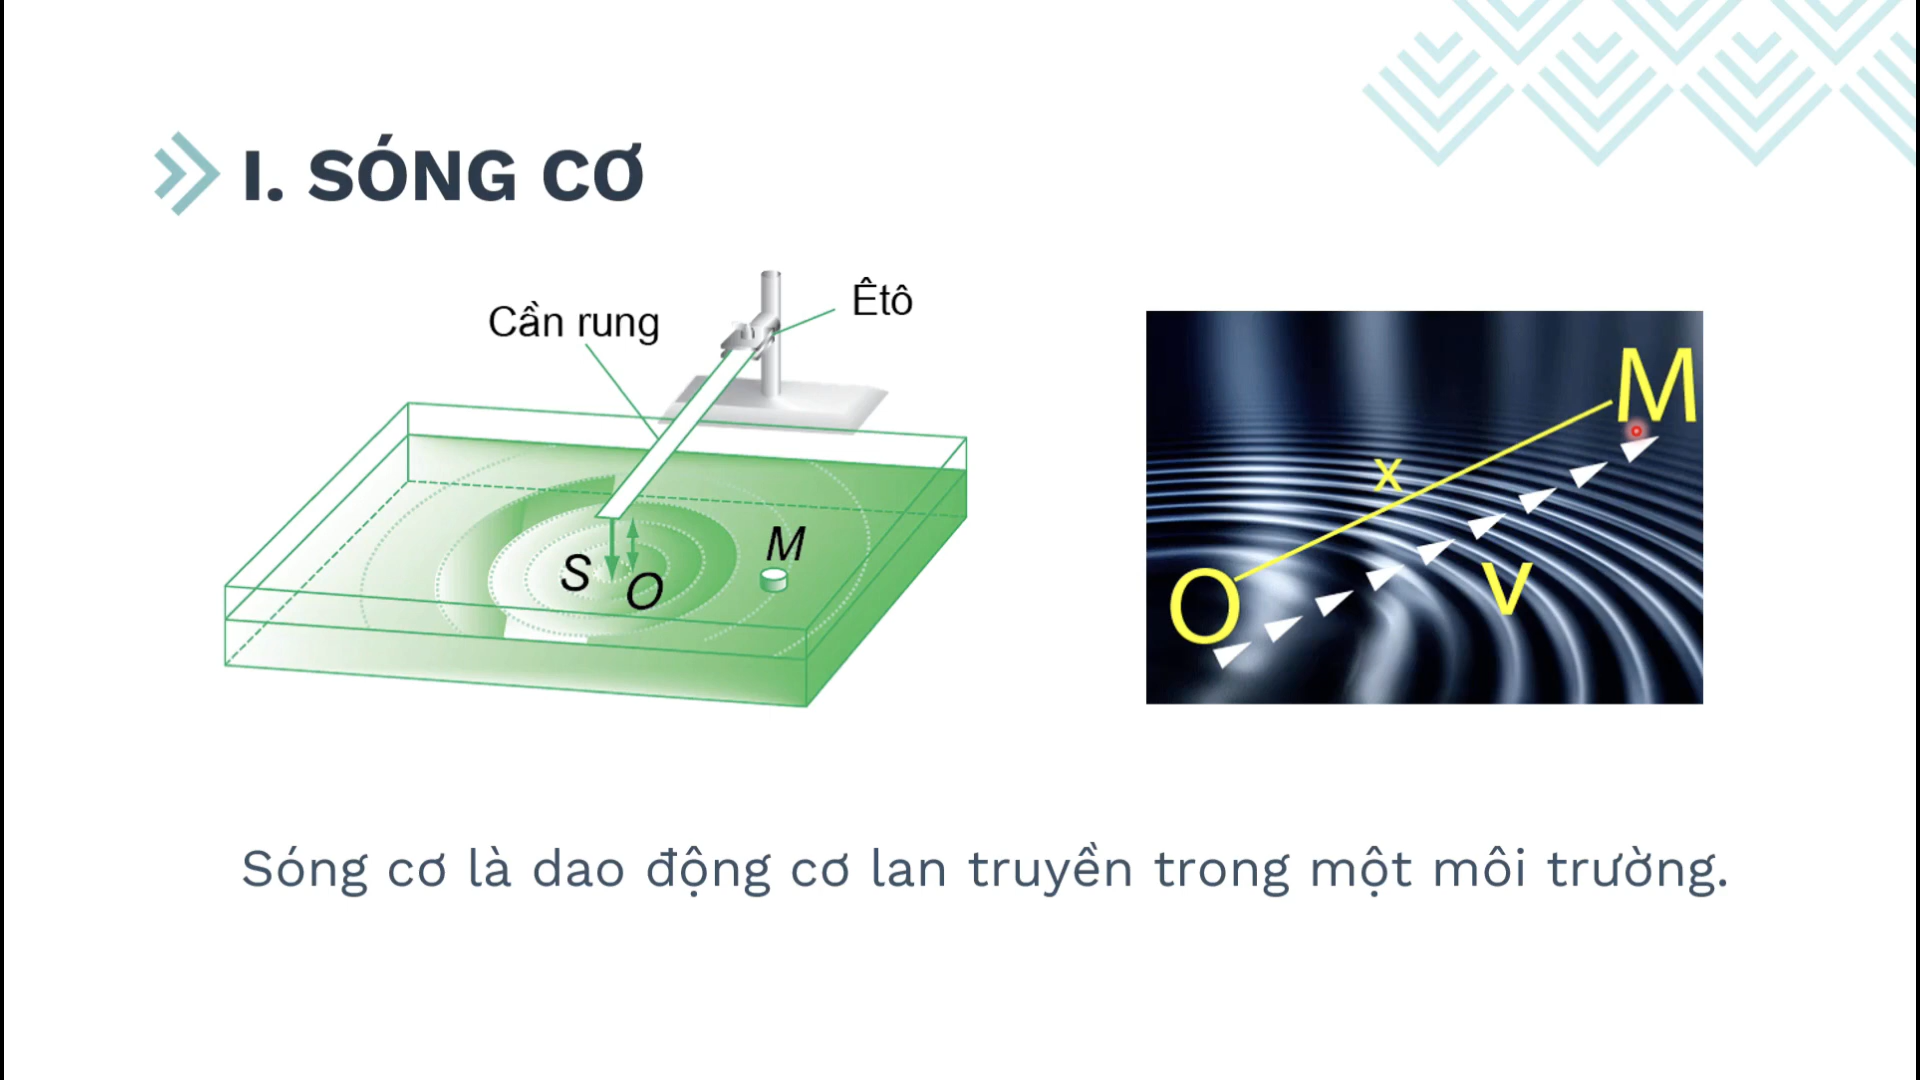 I. SÓNG CƠ
Cần rung
Êtô
S
O
M
O
x
v
M
Sóng cơ là dao động cơ lan truyền trong một môi trường.